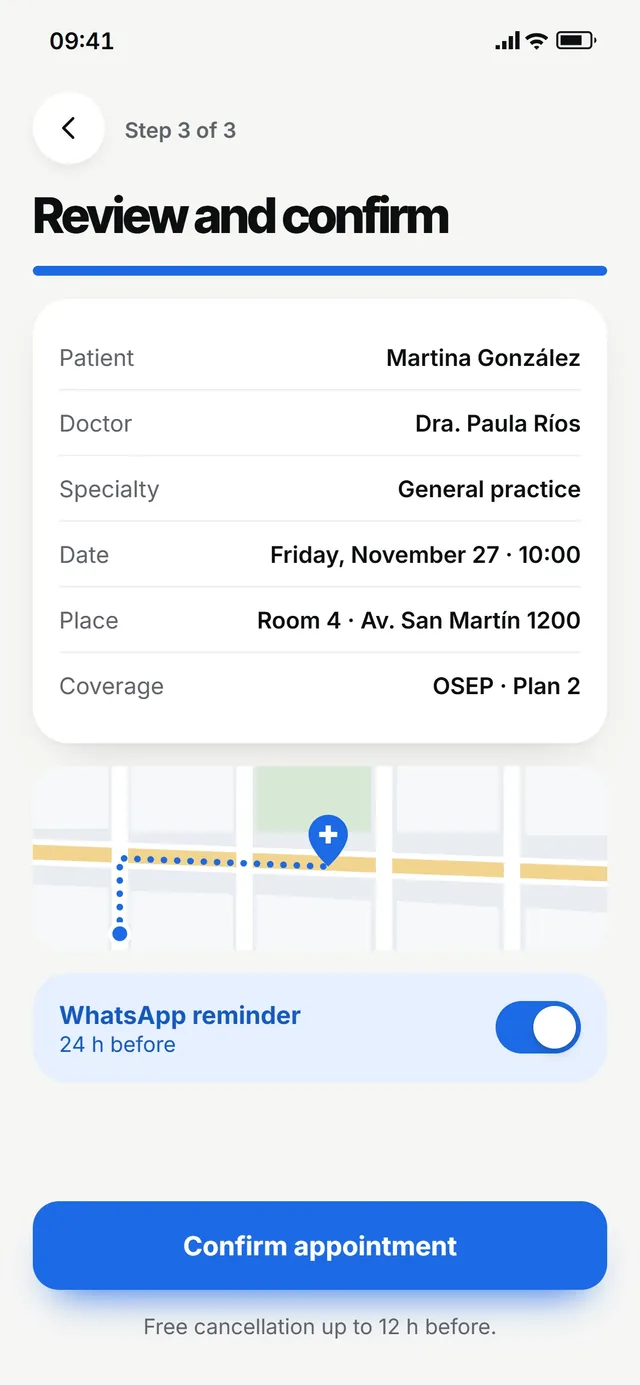 09:41
Step 3 of 3
Review and confirm
Patient Martina González
Doctor Dra. Paula Ríos
Specialty General practice
Date Friday, November 27 · 10:00
Place Room 4 · Av. San Martín 1200
Coverage OSEP · Plan 2
WhatsApp reminder
24 h before
Confirm appointment
Free cancellation up to 12 h before.